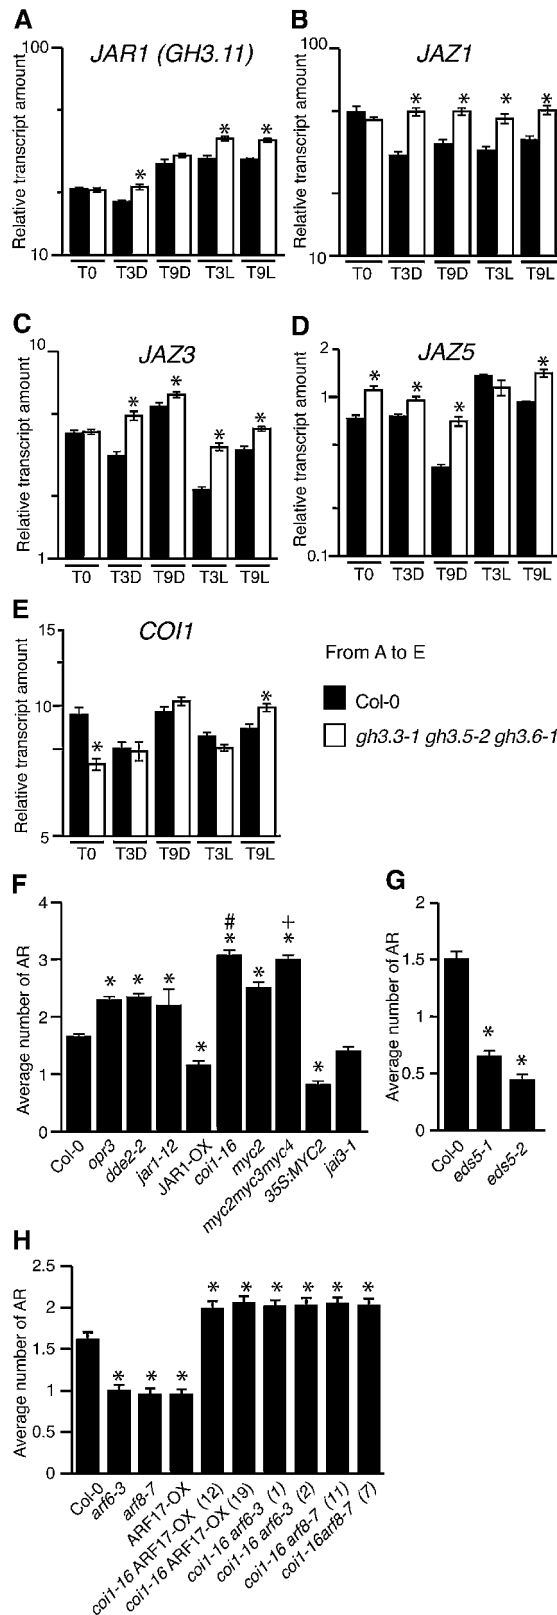 A
JAR1 (GH3.11)
Relative transcript amount
100
10
*
*
*
T0 T3D T9D T3L T9L
B
JAZ1
Relative transcript amount
100
10
*
*
*
*
T0 T3D T9D T3L T9L
C
JAZ3
Relative transcript amount
10
1
*
*
*
*
T0 T3D T9D T3L T9L
D
JAZ5
Relative transcript amount
2
1
0.1
*
*
*
*
T0 T3D T9D T3L T9L
E
COI1
Relative transcript amount
15
10
5
*
*
T0 T3D T9D T3L T9L
From A to E
Col-0
gh3.3-1 gh3.5-2 gh3.6-1
F
Average number of AR
4
3
2
1
0
*
*
*
*
#
*
*
+
*
*
Col-0
opr3
dde2-2
jar1-12
JAR1-OX
coi1-16
myc2
myc2myc3myc4
35S:MYC2
jai3-1
G
Average number of AR
2
1.5
1
0.5
0
*
*
Col-0
eds5-1
eds5-2
H
Average number of AR
2.5
2
1.5
1
0.5
0
*
*
*
*
*
*
*
*
*
Col-0
arf6-3
arf8-7
ARF17-OX
coi1-16 ARF17-OX (12)
coi1-16 ARF17-OX (19)
coi1-16 arf6-3 (1)
coi1-16 arf6-3 (2)
coi1-16 arf8-7 (11)
coi1-16arf8-7 (7)